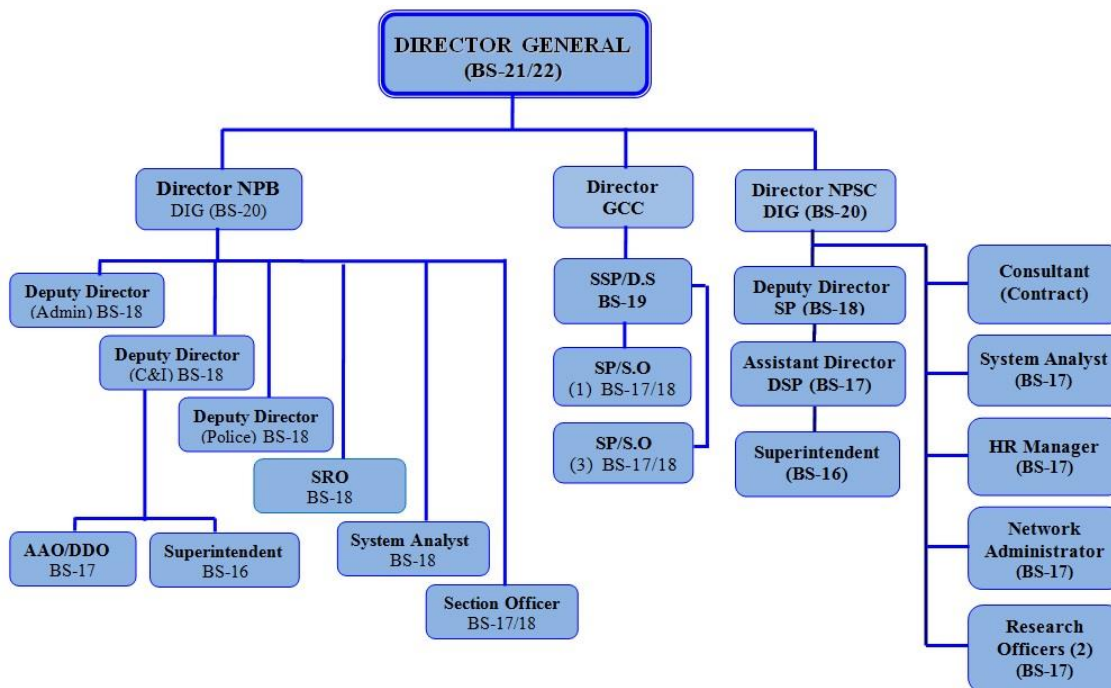 DIRECTOR GENERAL
(BS-21/22)
Director NPB
DIG (BS-20)
Director
GCC
Director NPSC
DIG (BS-20)
Deputy Director
(Admin) BS-18
Deputy Director
(C&I) BS-18
Deputy Director
(Police) BS-18
SRO
BS-18
System Analyst
BS-18
Section Officer
BS-17/18
AAO/DDO
BS-17
Superintendent
BS-16
SSP/D.S
BS-19
SP/S.O
(1) BS-17/18
SP/S.O
(3) BS-17/18
Deputy Director
SP (BS-18)
Assistant Director
DSP (BS-17)
Superintendent
(BS-16)
Consultant
(Contract)
System Analyst
(BS-17)
HR Manager
(BS-17)
Network
Administrator
(BS-17)
Research
Officers (2)
(BS-17)